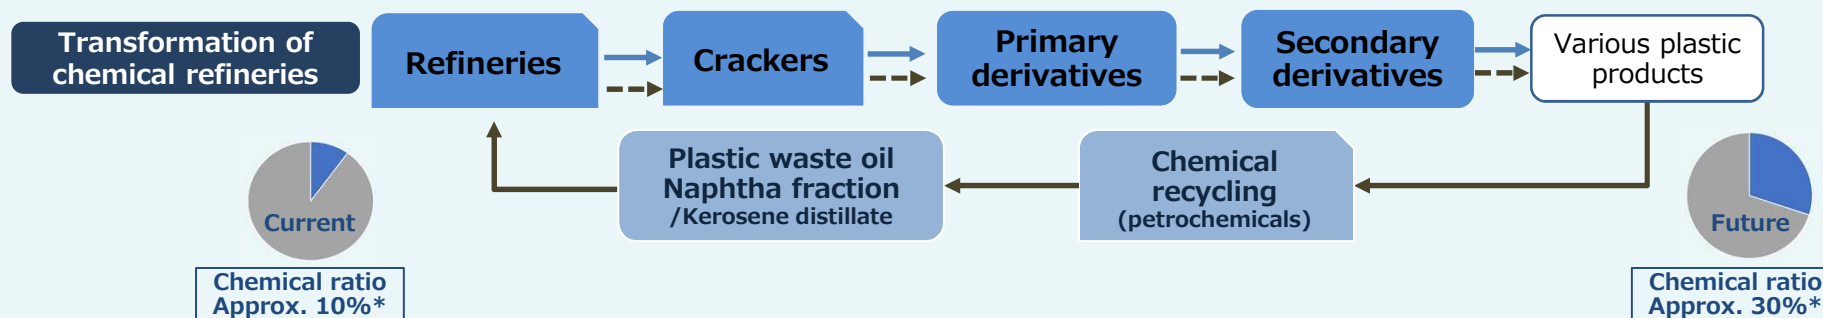 Transformation of
chemical refineries
Refineries
Crackers
Primary
derivatives
Secondary
derivatives
Various plastic
products
Plastic waste oil
Naphtha fraction
/Kerosene distillate
Chemical
recycling
(petrochemicals)
Current
Chemical ratio
Approx. 10%*
Future
Chemical ratio
Approx. 30%*